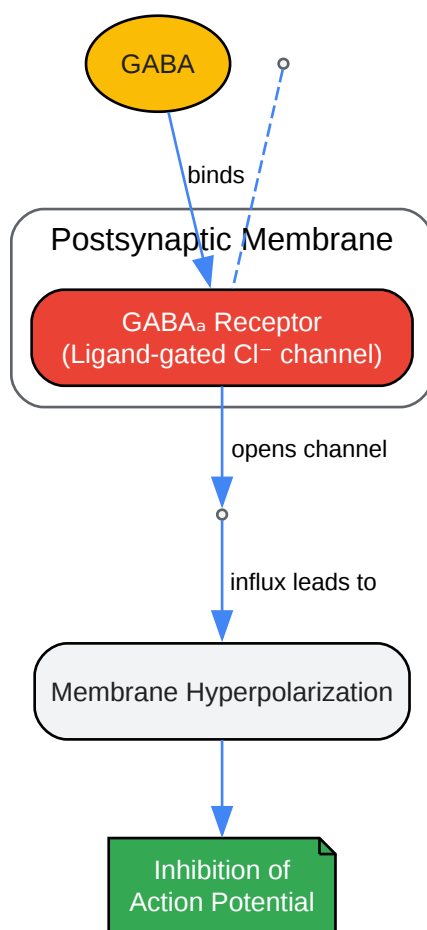 GABA
binds
Postsynaptic Membrane
GABAₐ Receptor
(Ligand-gated Cl⁻ channel)
opens channel
influx leads to
Membrane Hyperpolarization
Inhibition of
Action Potential